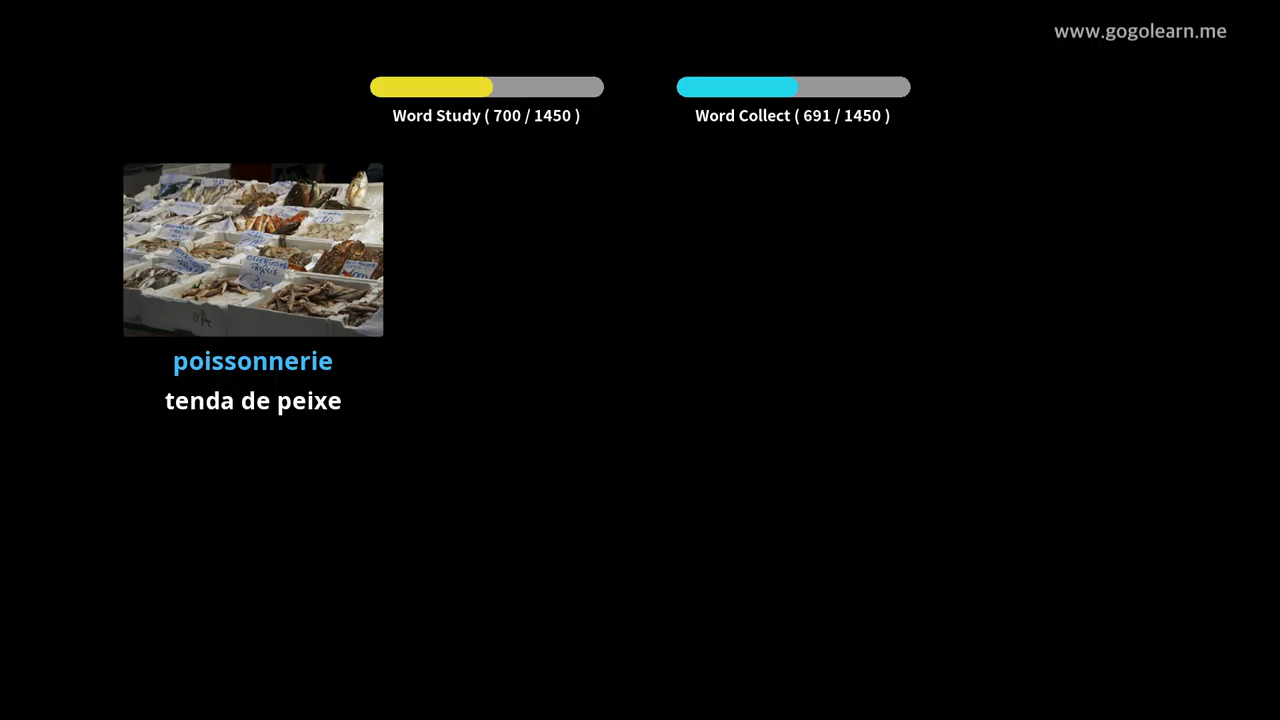 www.gogolearn.me
Word Study ( 700 / 1450 )
Word Collect ( 691 / 1450 )
poissonnerie
tenda de peixe